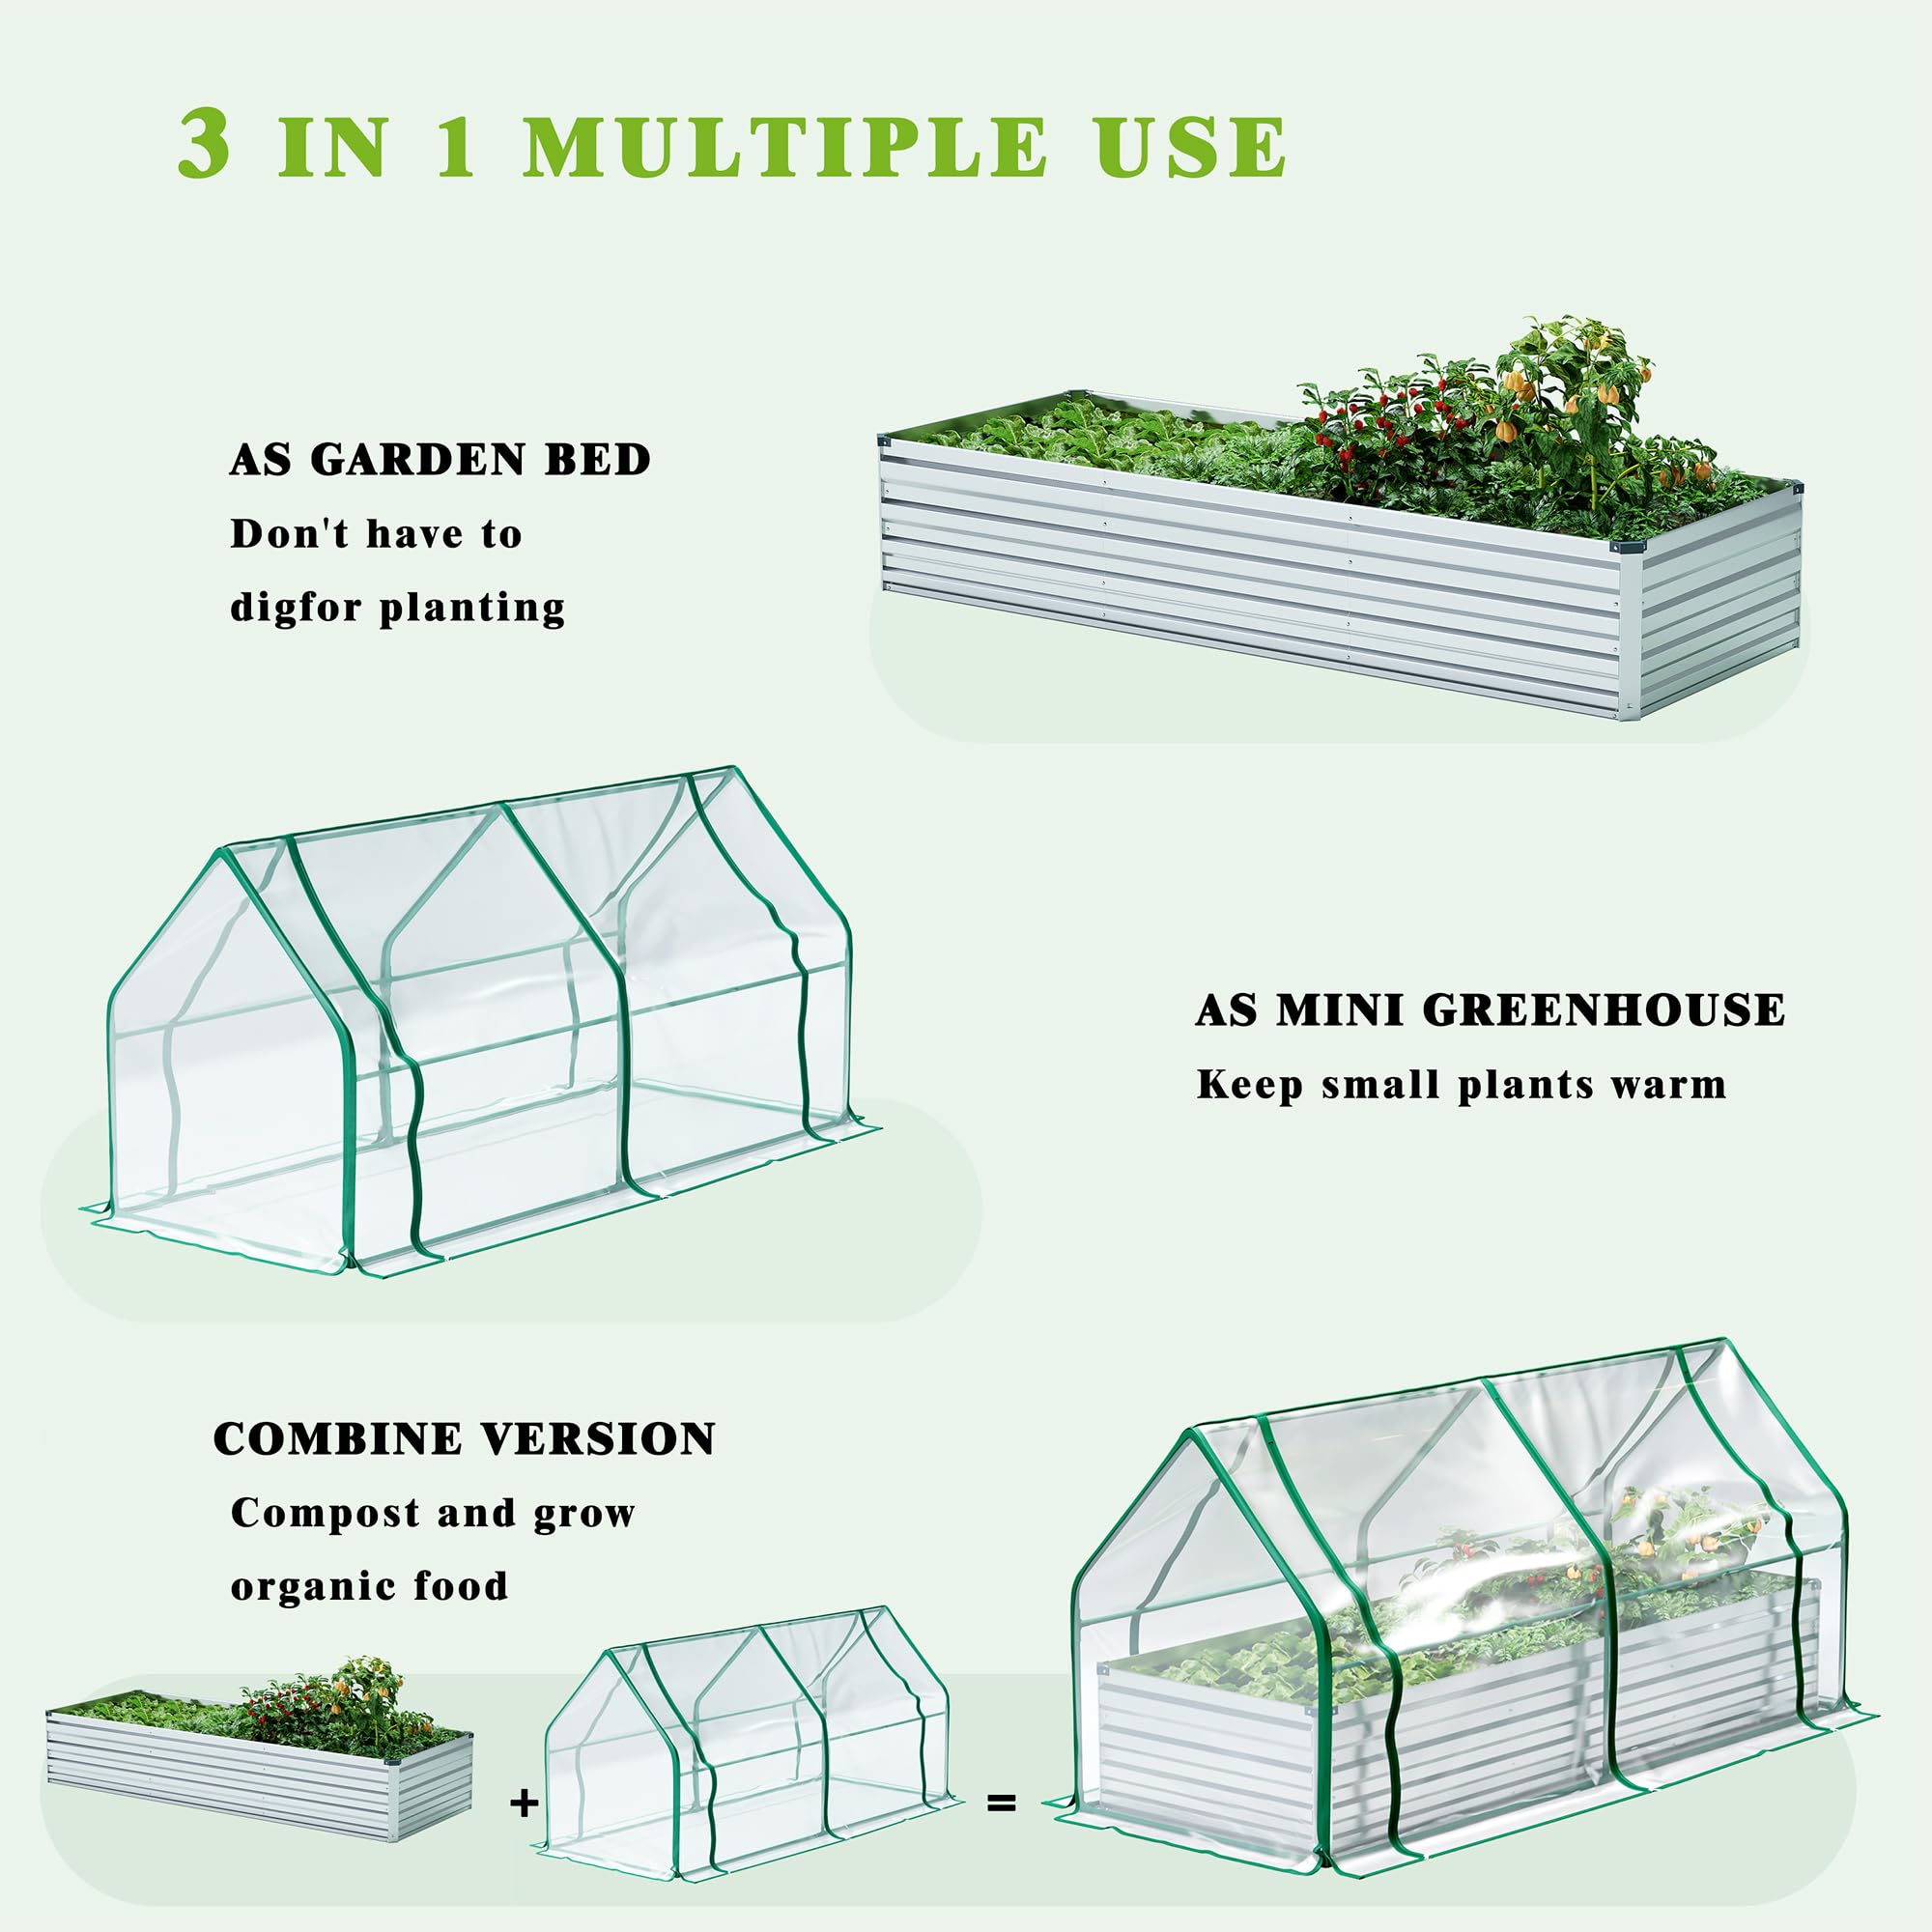 3 IN 1 MULTIPLE USE
AS GARDEN BED
Don't have to
digfor planting
AS MINI GREENHOUSE
Keep small plants warm
COMBINE VERSION
Compost and grow
organic food
+ =